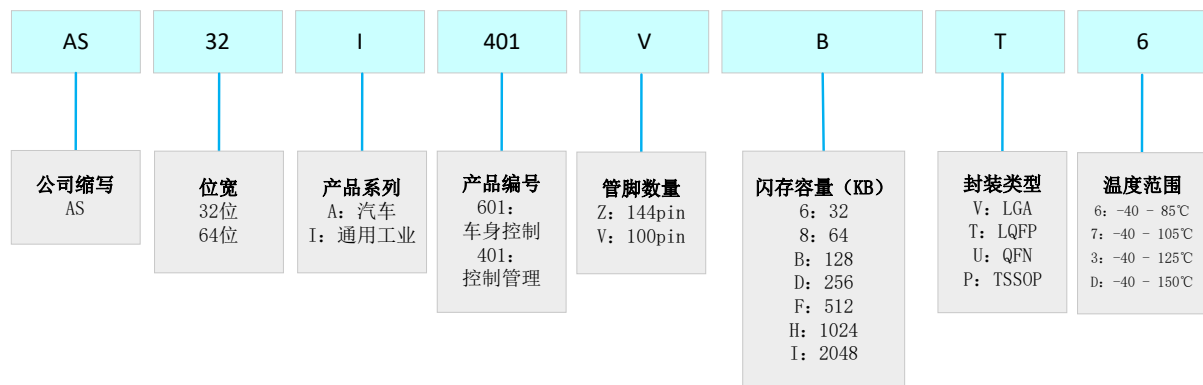 AS
32
I
401
V
B
T
6
公司缩写
AS
位宽
32位
64位
产品系列
A：汽车
I：通用工业
产品编号
601：
车身控制
401：
控制管理
管脚数量
Z：144pin
V：100pin
闪存容量（KB）
6：32
8：64
B：128
D：256
F：512
H：1024
I：2048
封装类型
V：LGA
T：LQFP
U：QFN
P：TSSOP
温度范围
6：-40 - 85℃
7：-40 - 105℃
3：-40 - 125℃
D：-40 - 150℃